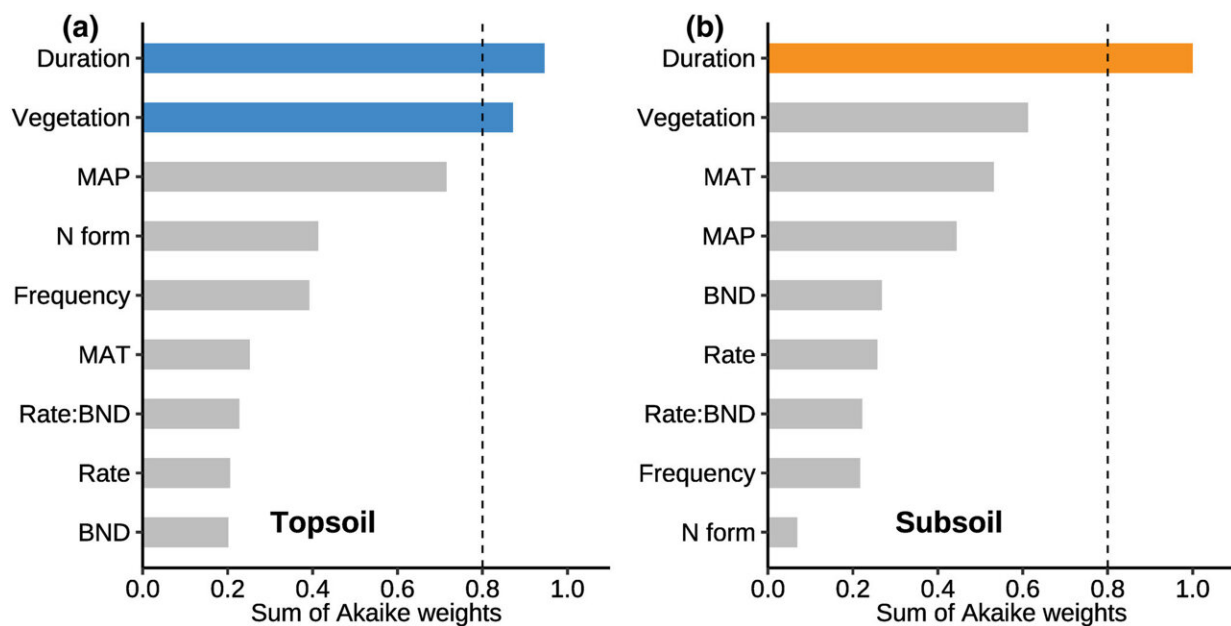 (a)
Duration
Vegetation
MAP
N form
Frequency
MAT
Rate:BND
Rate
BND
Topsoil
0.0 0.2 0.4 0.6 0.8 1.0
Sum of Akaike weights
(b)
Duration
Vegetation
MAT
MAP
BND
Rate
Rate:BND
Frequency
N form
Subsoil
0.0 0.2 0.4 0.6 0.8 1.0
Sum of Akaike weights